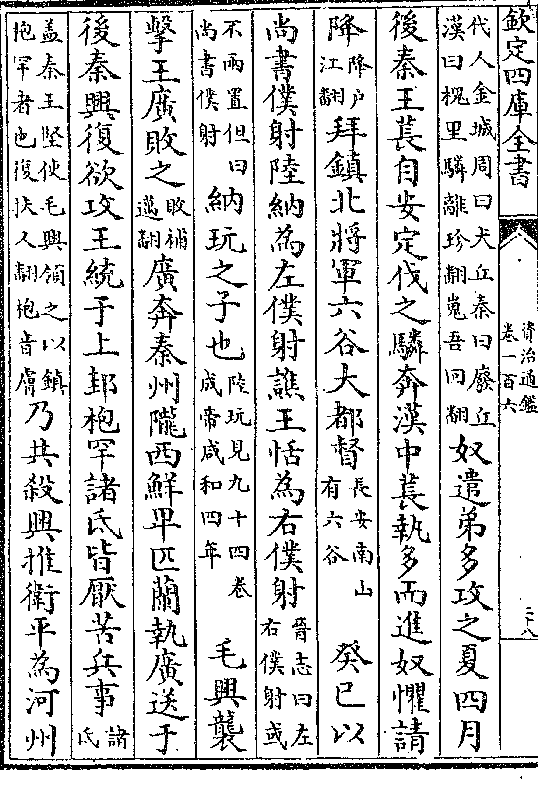 欽定四庫全書
資治通鑑
卷一百六
二十八
代人金城周曰犬丘秦曰廢丘漢曰槐里驎離珍翻嵬吾回翻奴遣弟多攻之夏四月
後秦王萇自安定伐之驎奔漢中萇執多而進奴懼請
降降户江翻拜鎮北將軍六谷大都督長安南山有六谷癸巳以
尚書僕射陸納為左僕射譙王恬為右僕射晉志曰左右僕射或
不兩置但曰尚書僕射納玩之子也陸玩見九十四卷成帝咸和四年毛興襲
擊王廣敗之敗補邁翻廣奔秦州隴西鮮卑匹蘭執廣送于
後秦興復欲攻王統于上邽枹罕諸氐皆厭苦兵事諸氐
盖秦王堅使毛興領之以鎮枹罕者也復扶又翻枹音膚乃共殺興推衛平為河州